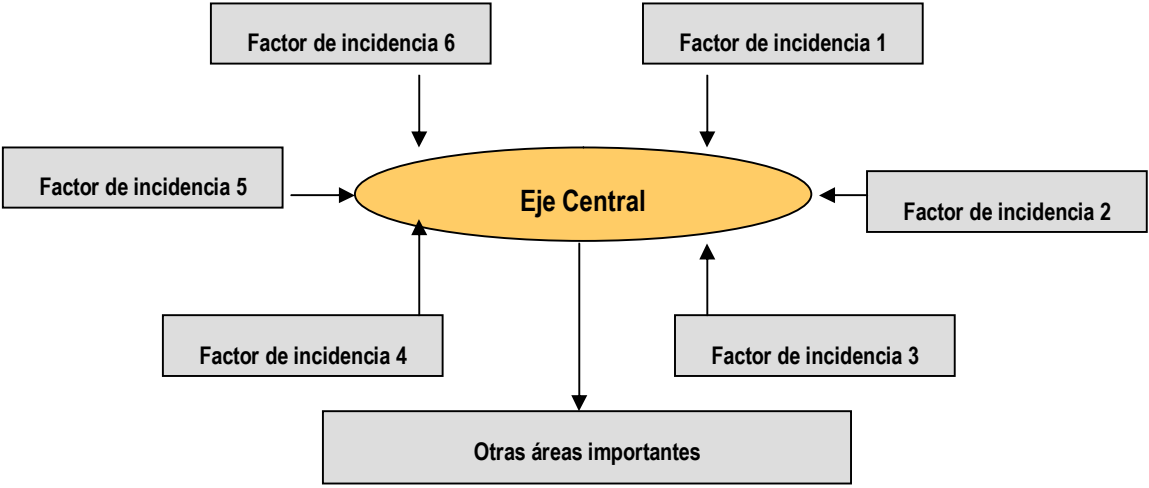 Factor de incidencia 6
Factor de incidencia 1
Factor de incidencia 5
Eje Central
Factor de incidencia 2
Factor de incidencia 4
Factor de incidencia 3
Otras áreas importantes